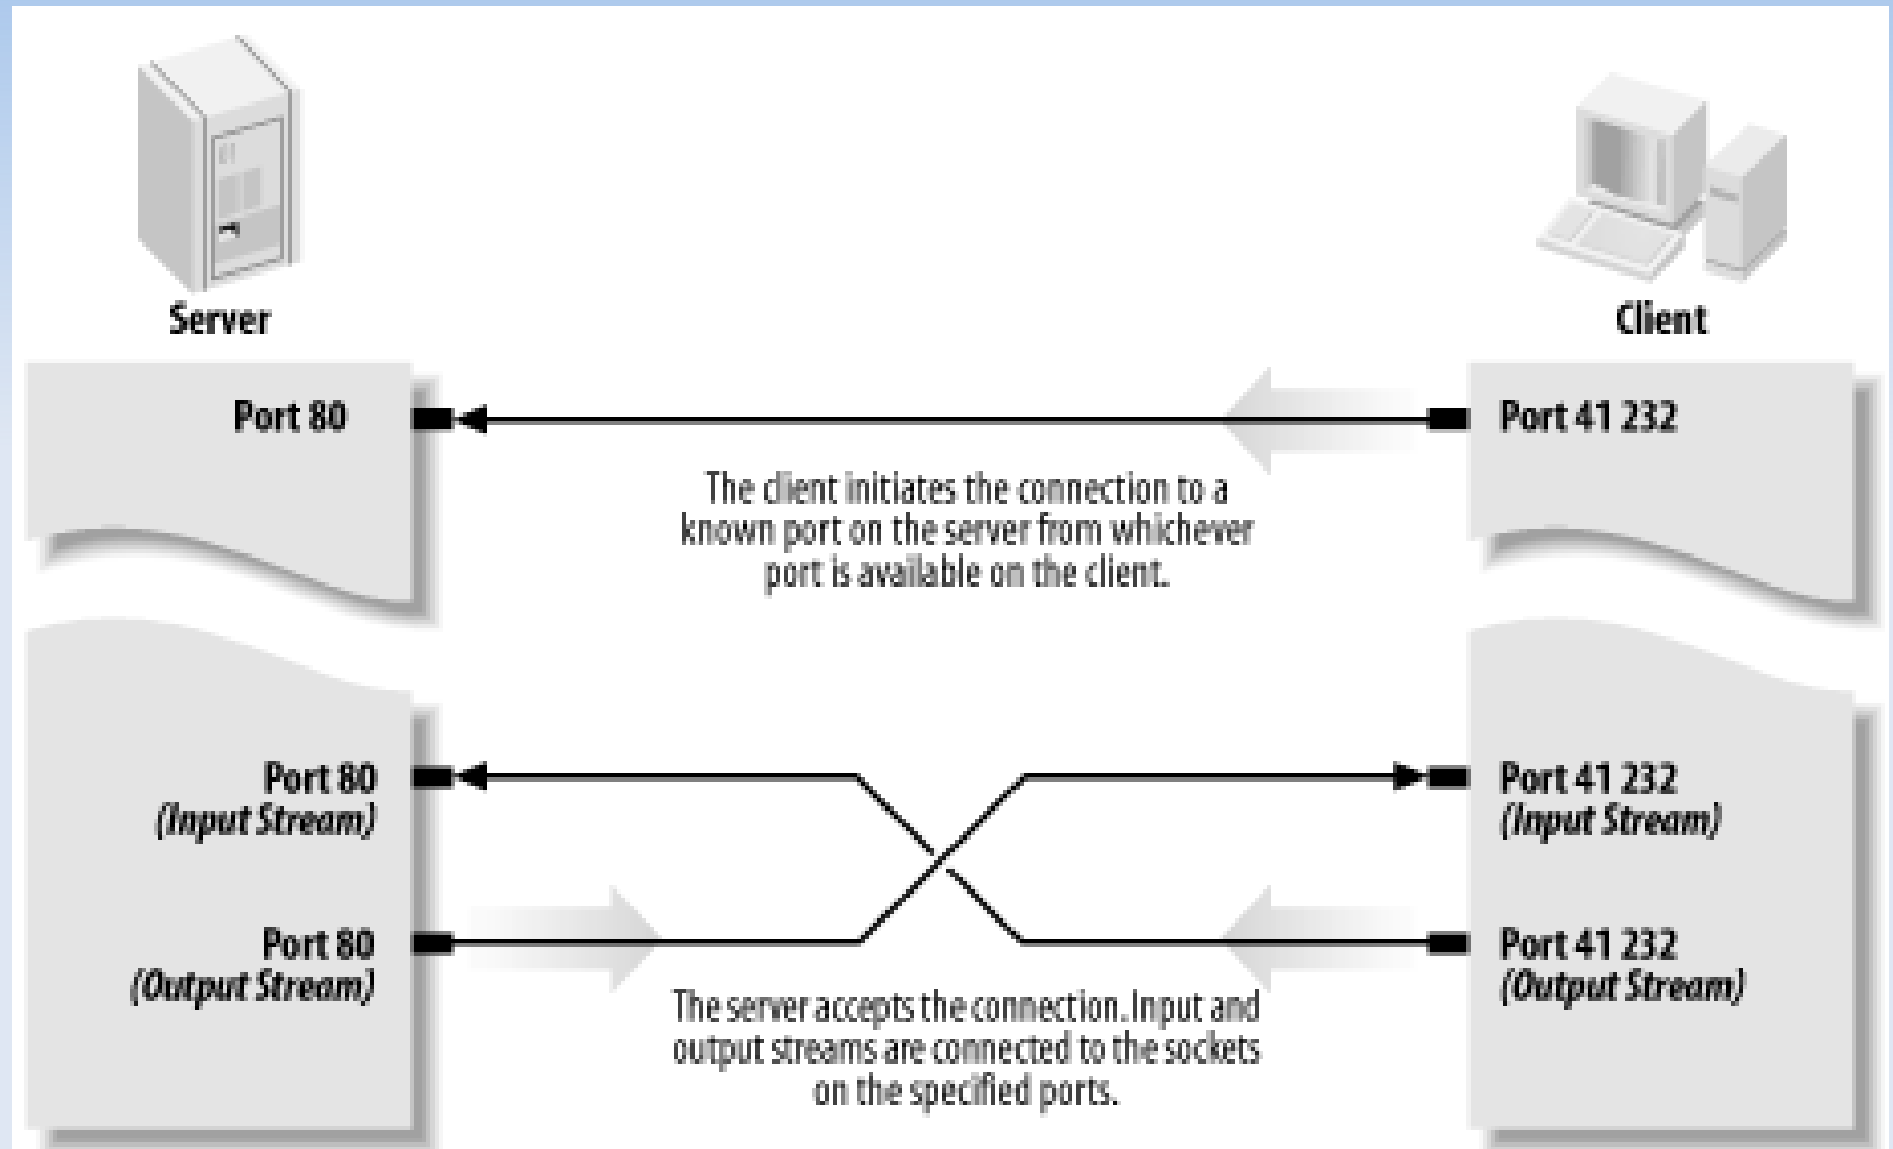 Server
Client
Port 80
Port 41 232
The client initiates the connection to a
known port on the server from whichever
port is available on the client.
Port 80
(Input Stream)
Port 41 232
(Input Stream)
Port 80
(Output Stream)
Port 41 232
(Output Stream)
The server accepts the connection. Input and
output streams are connected to the sockets
on the specified ports.